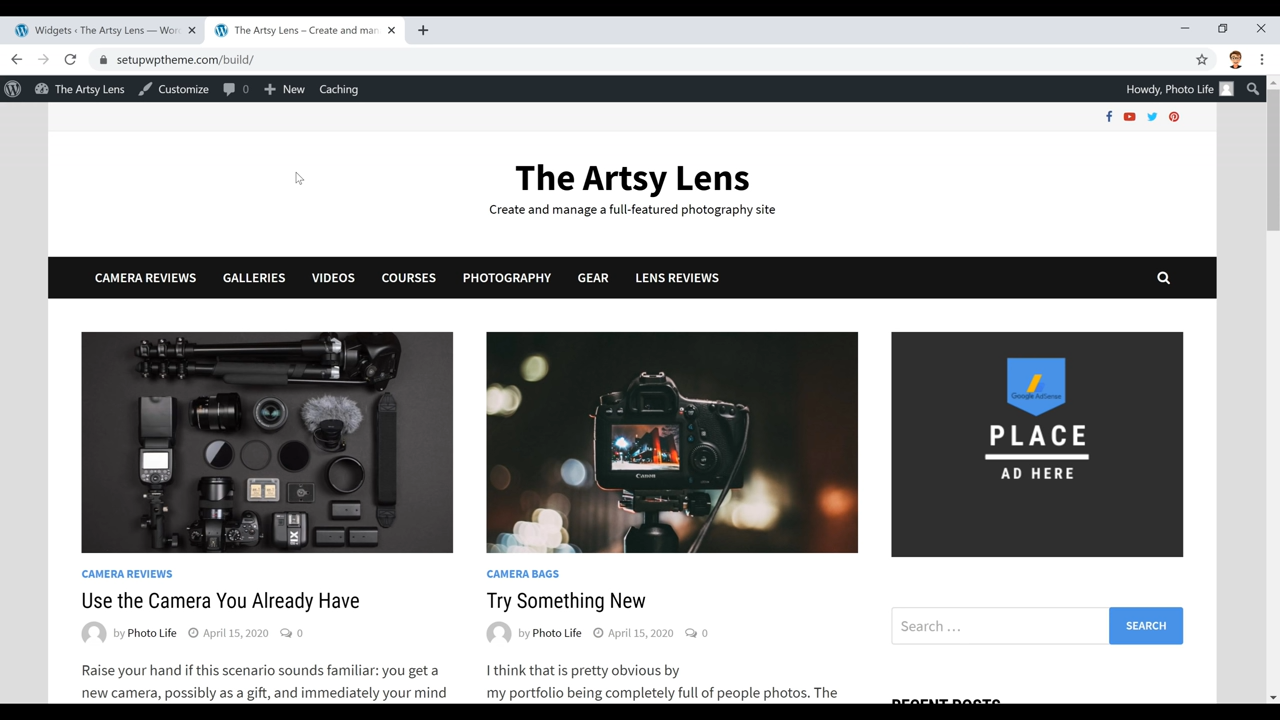 Widgets ‹ The Artsy Lens — Wor
The Artsy Lens – Create and man
setupwptheme.com/build/
The Artsy Lens
Customize
0
New
Caching
Howdy, Photo Life
The Artsy Lens
Create and manage a full-featured photography site
CAMERA REVIEWS
GALLERIES
VIDEOS
COURSES
PHOTOGRAPHY
GEAR
LENS REVIEWS
Canon
Google AdSense
PLACE
AD HERE
CAMERA REVIEWS
Use the Camera You Already Have
by Photo Life
April 15, 2020
0
Raise your hand if this scenario sounds familiar: you get a
new camera, possibly as a gift, and immediately your mind
CAMERA BAGS
Try Something New
by Photo Life
April 15, 2020
0
I think that is pretty obvious by
my portfolio being completely full of people photos. The
Search …
SEARCH
RECENT POSTS